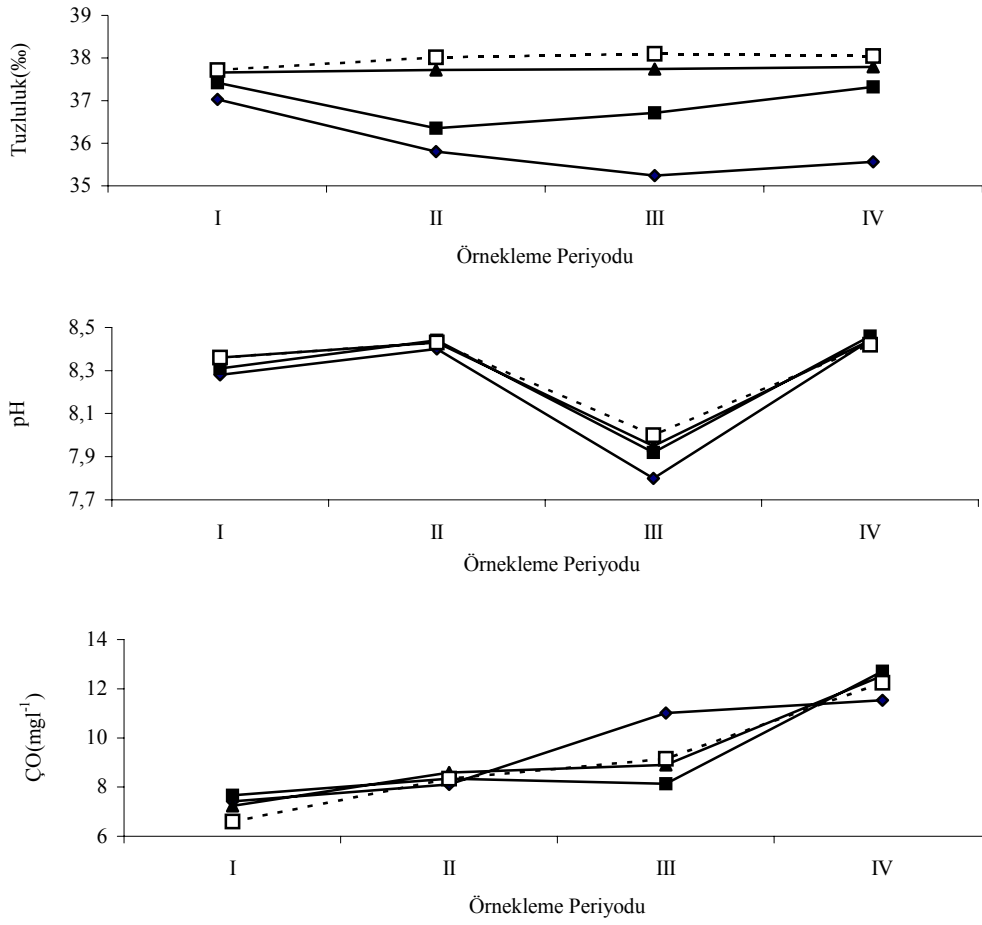 39
38
37
36
35
Tuzluluk(‰)
I II III IV
Örnekleme Periyodu
8,5
8,3
8,1
7,9
7,7
pH
I II III IV
Örnekleme Periyodu
14
12
10
8
6
ÇO(mgl⁻¹)
I II III IV
Örnekleme Periyodu